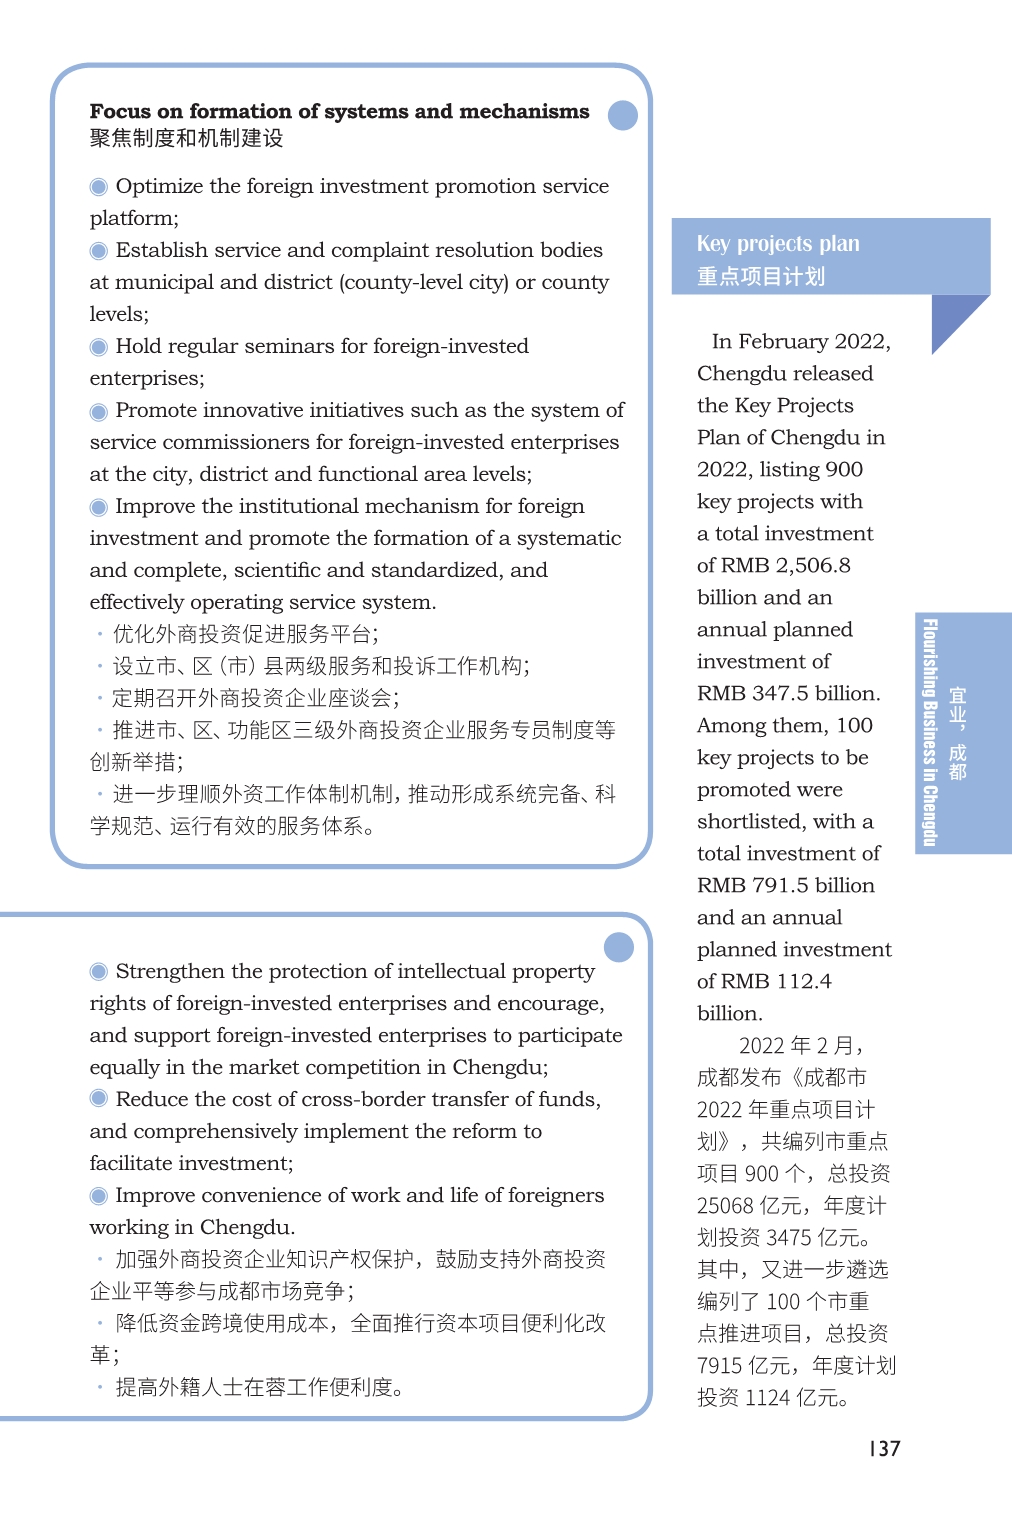 Focus on formation of systems and mechanisms
聚焦制度和机制建设
Optimize the foreign investment promotion service
platform;
Establish service and complaint resolution bodies
at municipal and district (county-level city) or county
levels;
Hold regular seminars for foreign-invested
enterprises;
Promote innovative initiatives such as the system of
service commissioners for foreign-invested enterprises
at the city, district and functional area levels;
Improve the institutional mechanism for foreign
investment and promote the formation of a systematic
and complete, scientific and standardized, and
effectively operating service system.
· 优化外商投资促进服务平台；
· 设立市、区（市）县两级服务和投诉工作机构；
· 定期召开外商投资企业座谈会；
· 推进市、区、功能区三级外商投资企业服务专员制度等
创新举措；
· 进一步理顺外资工作体制机制，推动形成系统完备、科
学规范、运行有效的服务体系。
Strengthen the protection of intellectual property
rights of foreign-invested enterprises and encourage,
and support foreign-invested enterprises to participate
equally in the market competition in Chengdu;
Reduce the cost of cross-border transfer of funds,
and comprehensively implement the reform to
facilitate investment;
Improve convenience of work and life of foreigners
working in Chengdu.
· 加强外商投资企业知识产权保护，鼓励支持外商投资
企业平等参与成都市场竞争；
· 降低资金跨境使用成本，全面推行资本项目便利化改
革；
· 提高外籍人士在蓉工作便利度。
Key projects plan
重点项目计划
In February 2022,
Chengdu released
the Key Projects
Plan of Chengdu in
2022, listing 900
key projects with
a total investment
of RMB 2,506.8
billion and an
annual planned
investment of
RMB 347.5 billion.
Among them, 100
key projects to be
promoted were
shortlisted, with a
total investment of
RMB 791.5 billion
and an annual
planned investment
of RMB 112.4
billion.
2022 年 2 月，
成都发布《成都市
2022 年重点项目计
划》，共编列市重点
项目 900 个，总投资
25068 亿元，年度计
划投资 3475 亿元。
其中，又进一步遴选
编列了 100 个市重
点推进项目，总投资
7915 亿元，年度计划
投资 1124 亿元。
Flourishing Business in Chengdu
宜业，成都
137